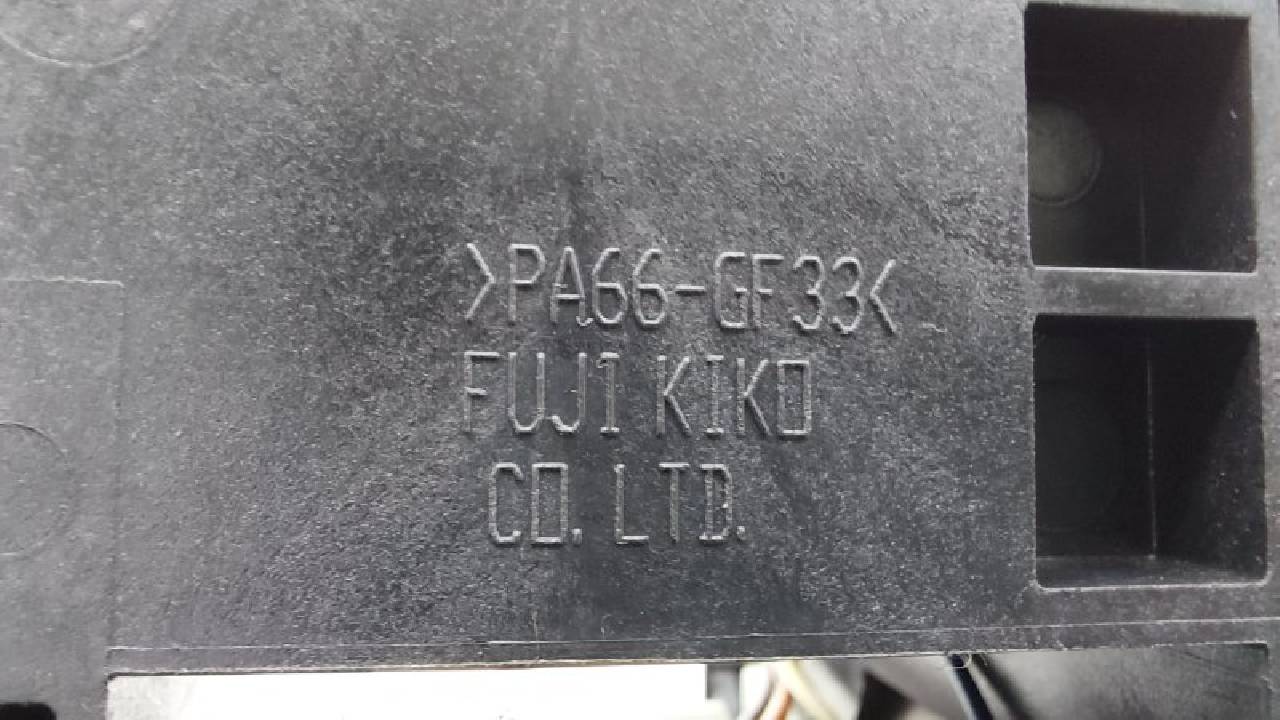 >PA66-GF33<
FUJI KIKO
CO. LTD.